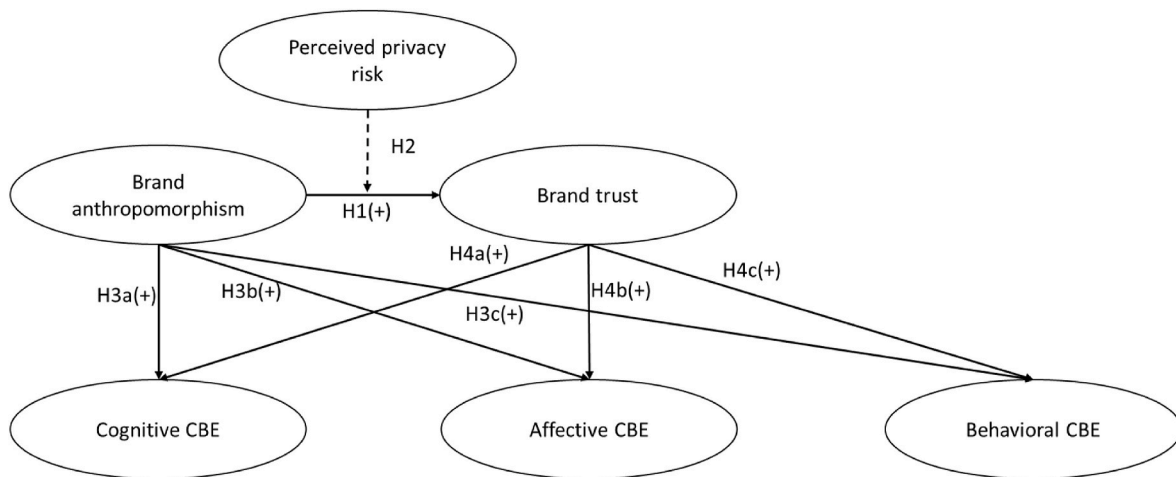 Perceived privacy
risk
H2
Brand
anthropomorphism
H1(+)
Brand trust
H3a(+)
H3b(+)
H4a(+)
H3c(+)
H4b(+)
H4c(+)
Cognitive CBE
Affective CBE
Behavioral CBE